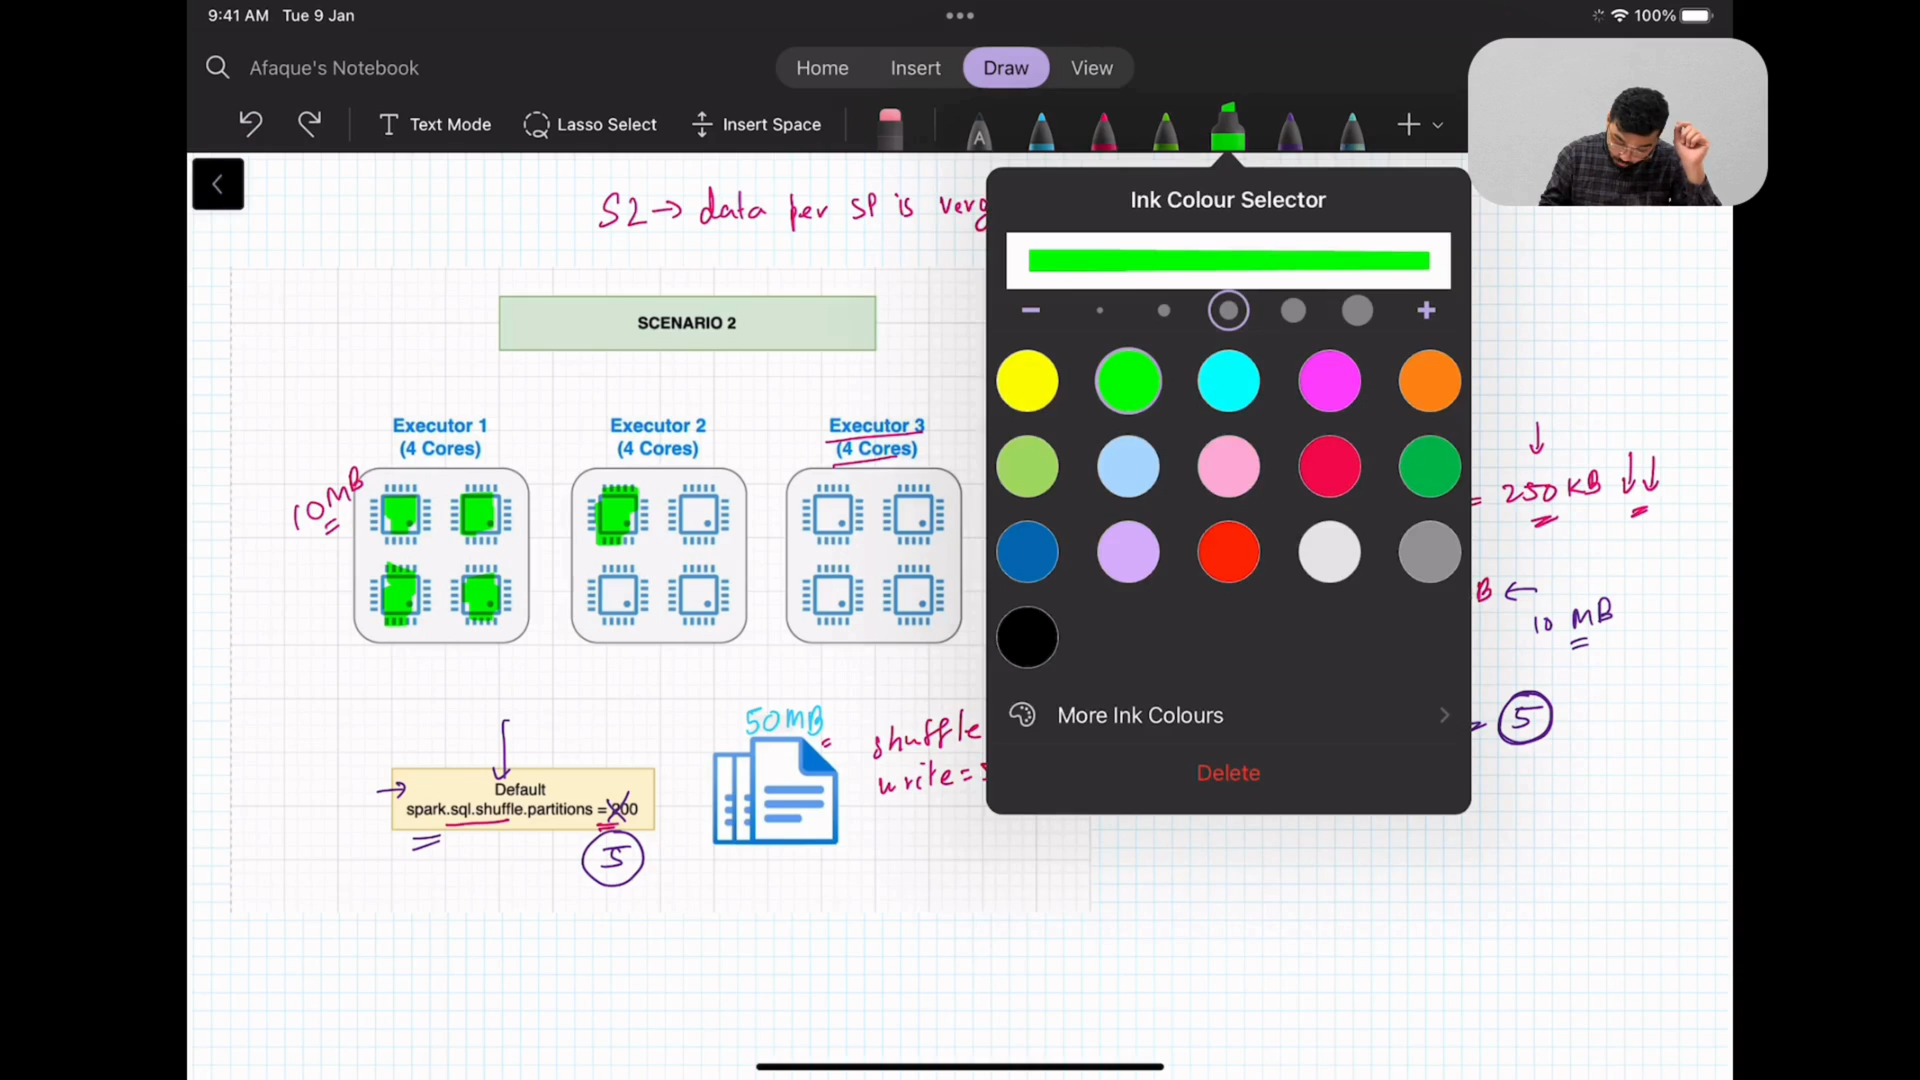 9:41 AM Tue 9 Jan
100%
Afaque's Notebook
Home Insert Draw View
Text Mode Lasso Select Insert Space
A
S2 → data per SP is very
Ink Colour Selector
SCENARIO 2
Executor 1
(4 Cores)
Executor 2
(4 Cores)
Executor 3
(4 Cores)
10MB
= 250 KB ↓↓
B ←
10 MB
More Ink Colours
Delete
= 5
50MB
shuffle
write =
Default
spark.sql.shuffle.partitions = 200
5